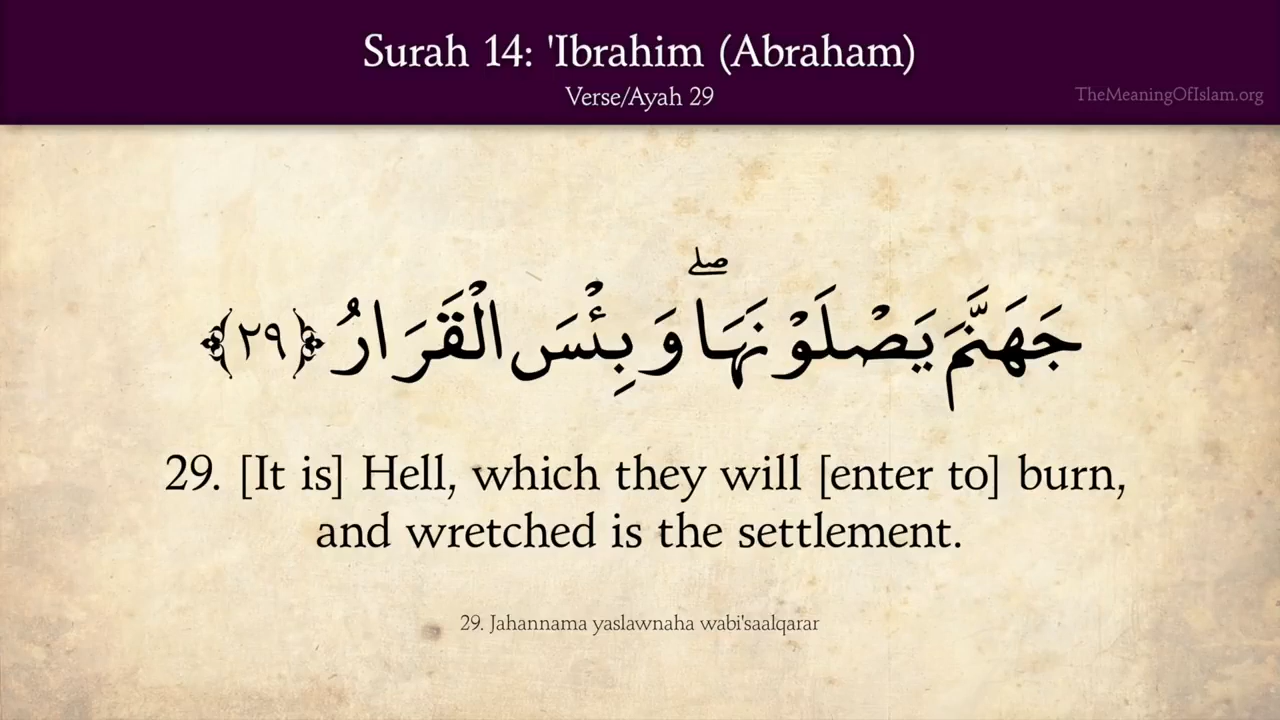 Surah 14: 'Ibrahim (Abraham)
Verse/Ayah 29
TheMeaningOfIslam.org
جَهَنَّمَ يَصْلَوْنَهَا ۖ وَبِئْسَ الْقَرَارُ ﴿٢٩﴾
29. [It is] Hell, which they will [enter to] burn,
and wretched is the settlement.
29. Jahannama yaslawnaha wabi'saalqarar